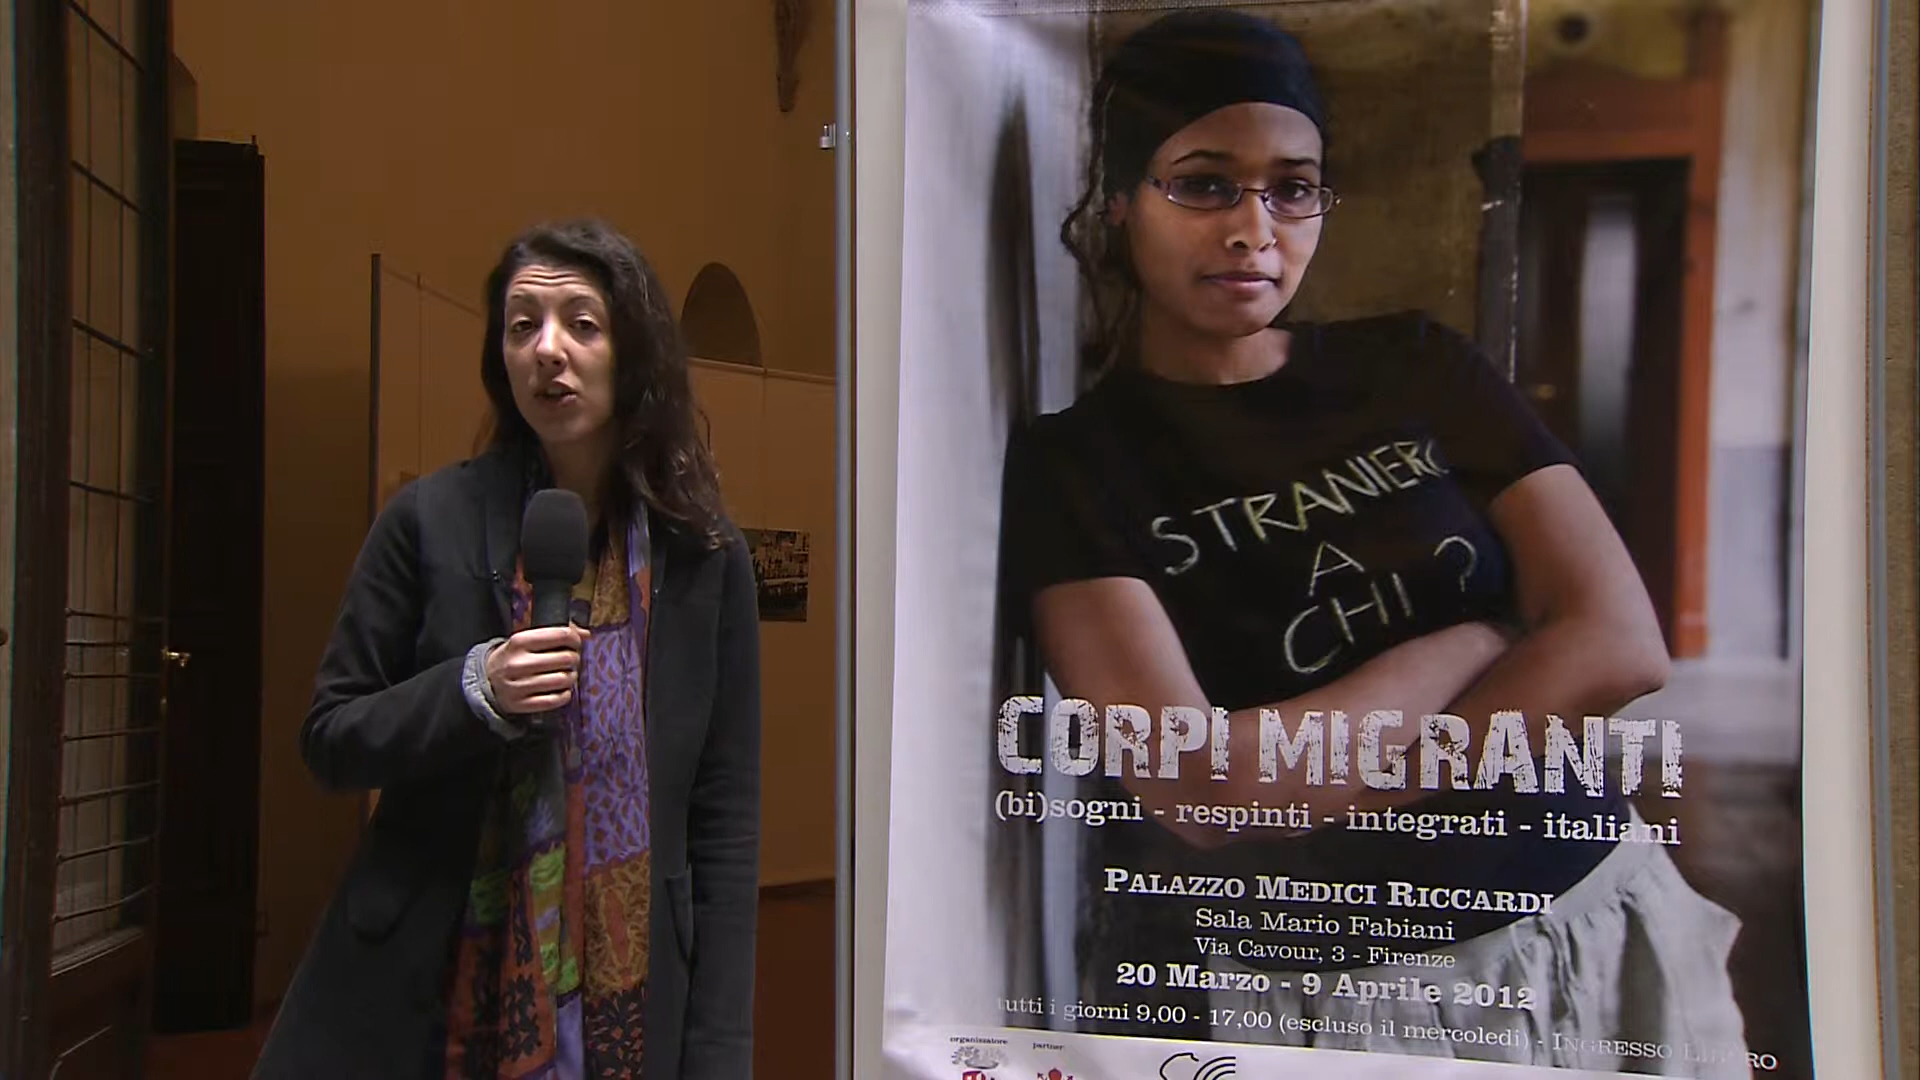 STRANIERO
A
CHI ?
CORPI MIGRANTI
(bi)sogni - respinti - integrati - italiani
PALAZZO MEDICI RICCARDI
Sala Mario Fabiani
Via Cavour, 3 - Firenze
20 Marzo - 9 Aprile 2012
tutti i giorni 9,00 - 17,00 (escluso il mercoledì) - INGRESSO LIBERO
organizzatore
partner